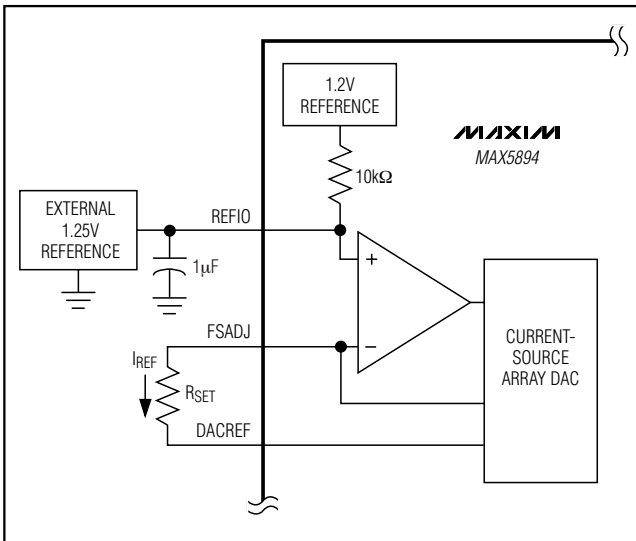 1.2V
REFERENCE
MAXIM
MAX5894
10kΩ
EXTERNAL
1.25V
REFERENCE
REFIO
1µF
+
FSADJ
−
CURRENT-
SOURCE
ARRAY DAC
IREF
RSET
DACREF